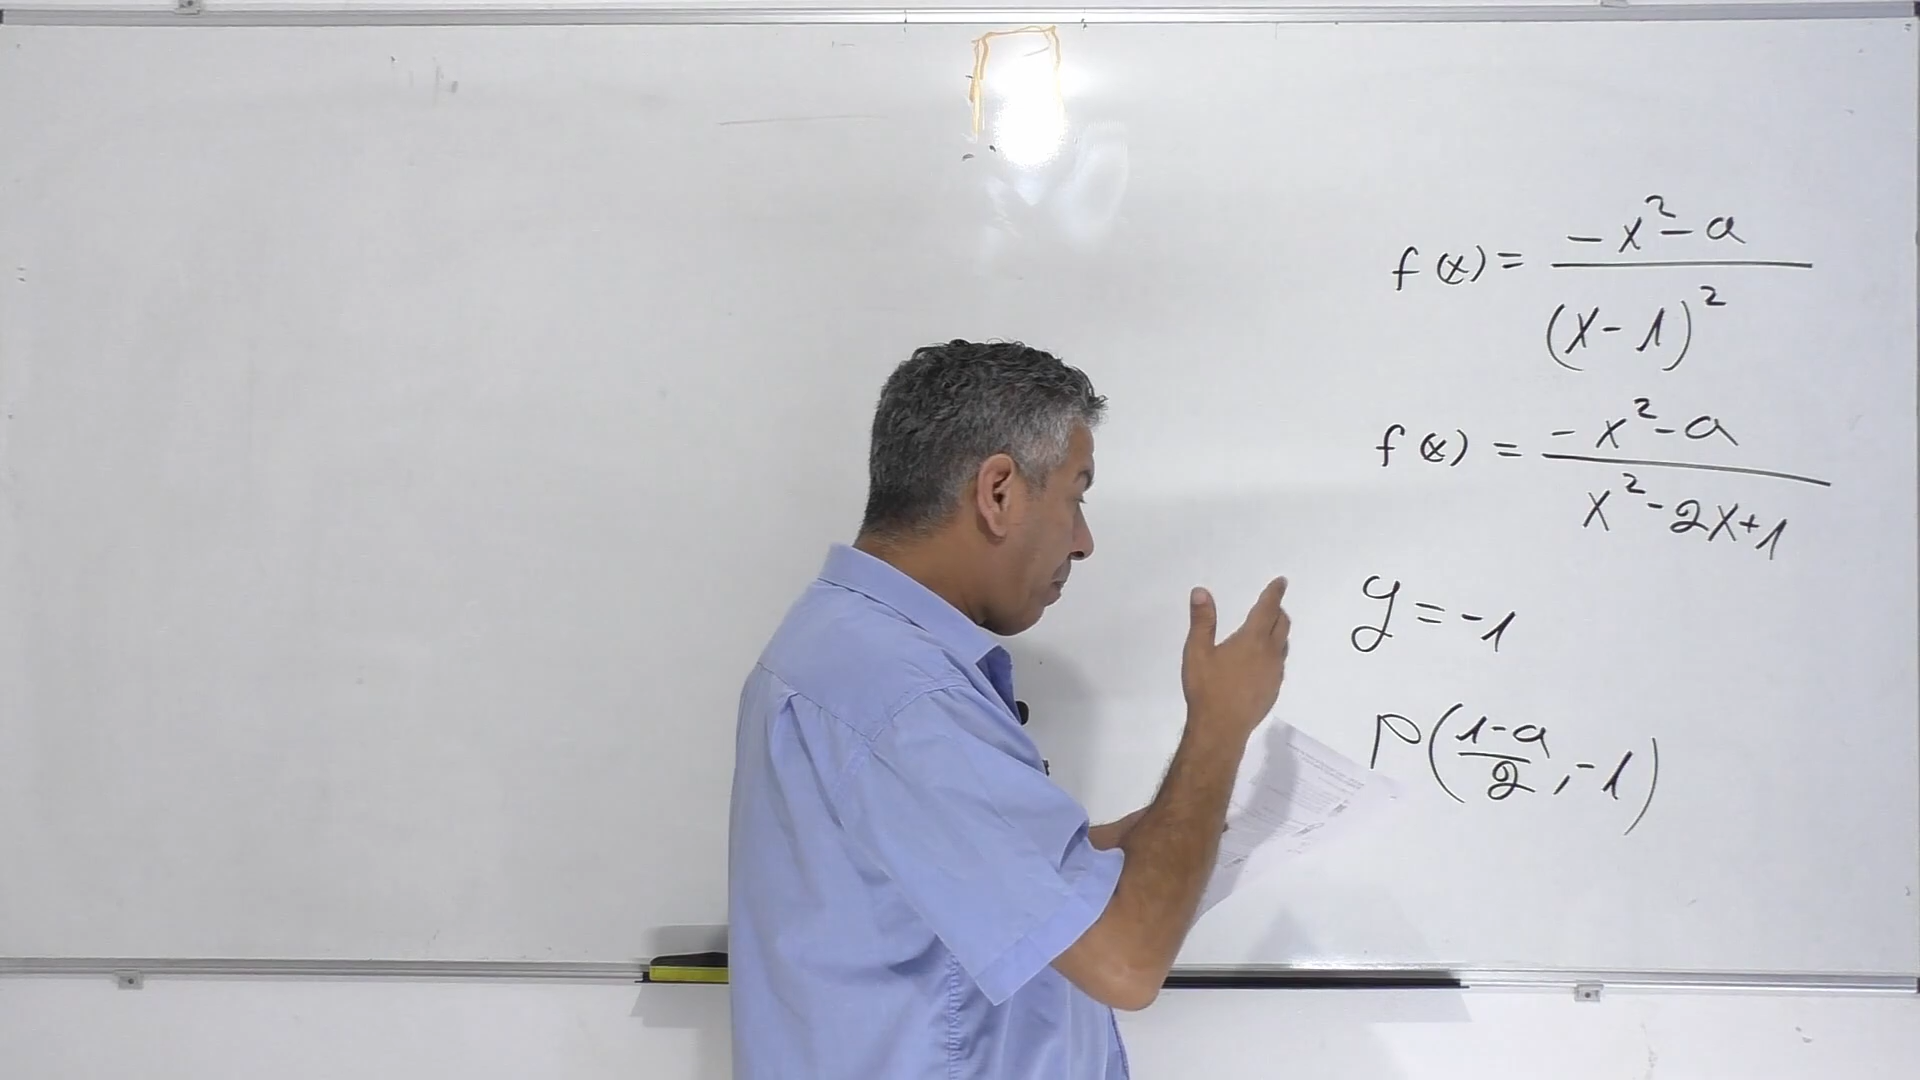 f(x) = (-x² - a) / (x - 1)²
f(x) = (-x² - a) / (x² - 2x + 1)
y = -1
P((1-a)/2, -1)